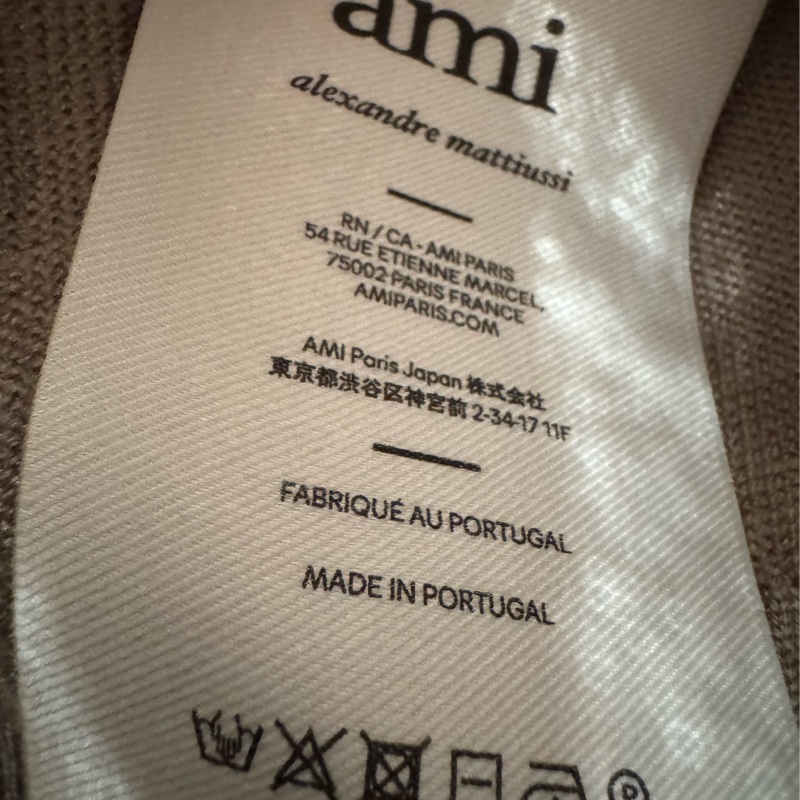 ami
alexandre mattiussi
RN / CA - AMI PARIS
54 RUE ETIENNE MARCEL,
75002 PARIS FRANCE
AMIPARIS.COM
AMI Paris Japan 株式会社
東京都渋谷区神宮前 2-34-17 11F
FABRIQUÉ AU PORTUGAL
MADE IN PORTUGAL
P